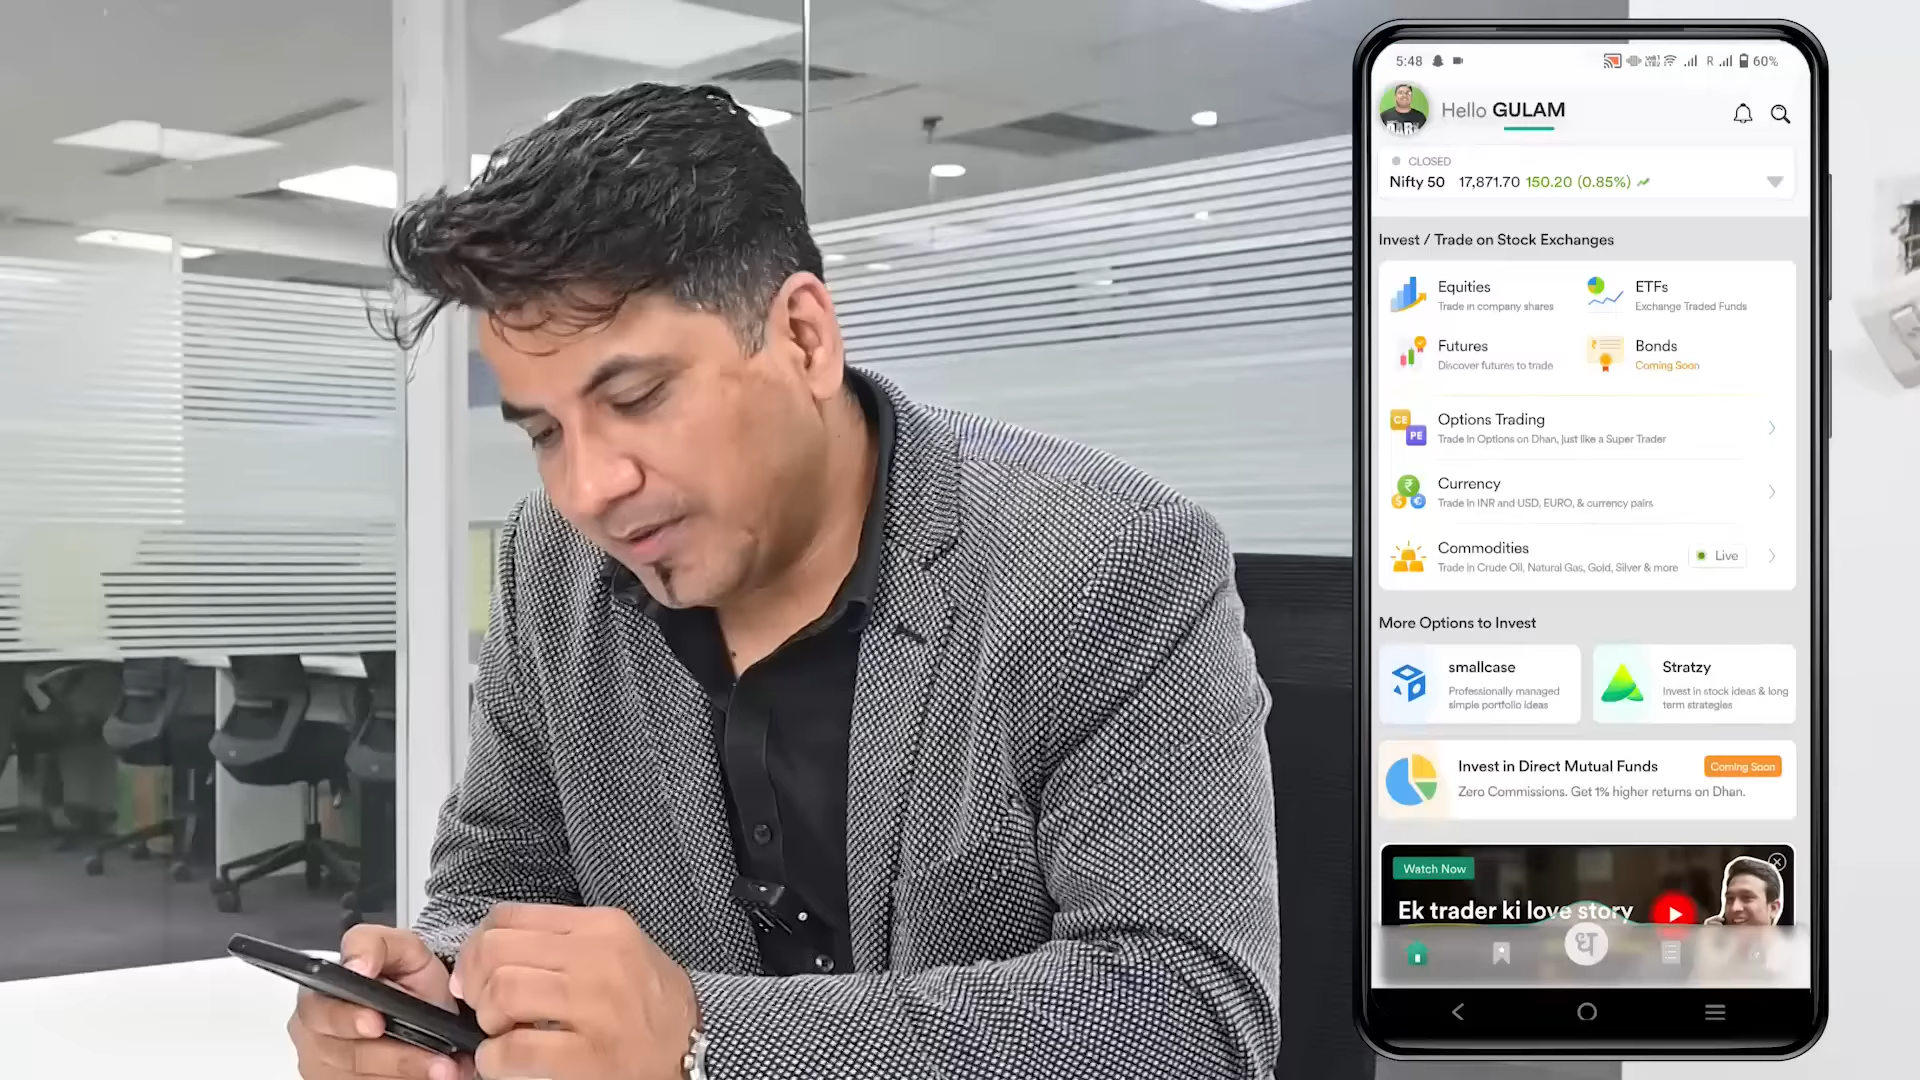 5:48
R
60%
Hello GULAM
CLOSED
Nifty 50 17,871.70 150.20 (0.85%)
Invest / Trade on Stock Exchanges
Equities
Trade in company shares
ETFs
Exchange Traded Funds
Futures
Discover futures to trade
Bonds
Coming Soon
CE
PE
Options Trading
Trade in Options on Dhan, just like a Super Trader
Currency
Trade in INR and USD, EURO, & currency pairs
Commodities
Trade in Crude Oil, Natural Gas, Gold, Silver & more
Live
More Options to Invest
smallcase
Professionally managed
simple portfolio ideas
Stratzy
Invest in stock ideas & long
term strategies
Invest in Direct Mutual Funds
Coming Soon
Zero Commissions. Get 1% higher returns on Dhan.
Watch Now
Ek trader ki love story
ध